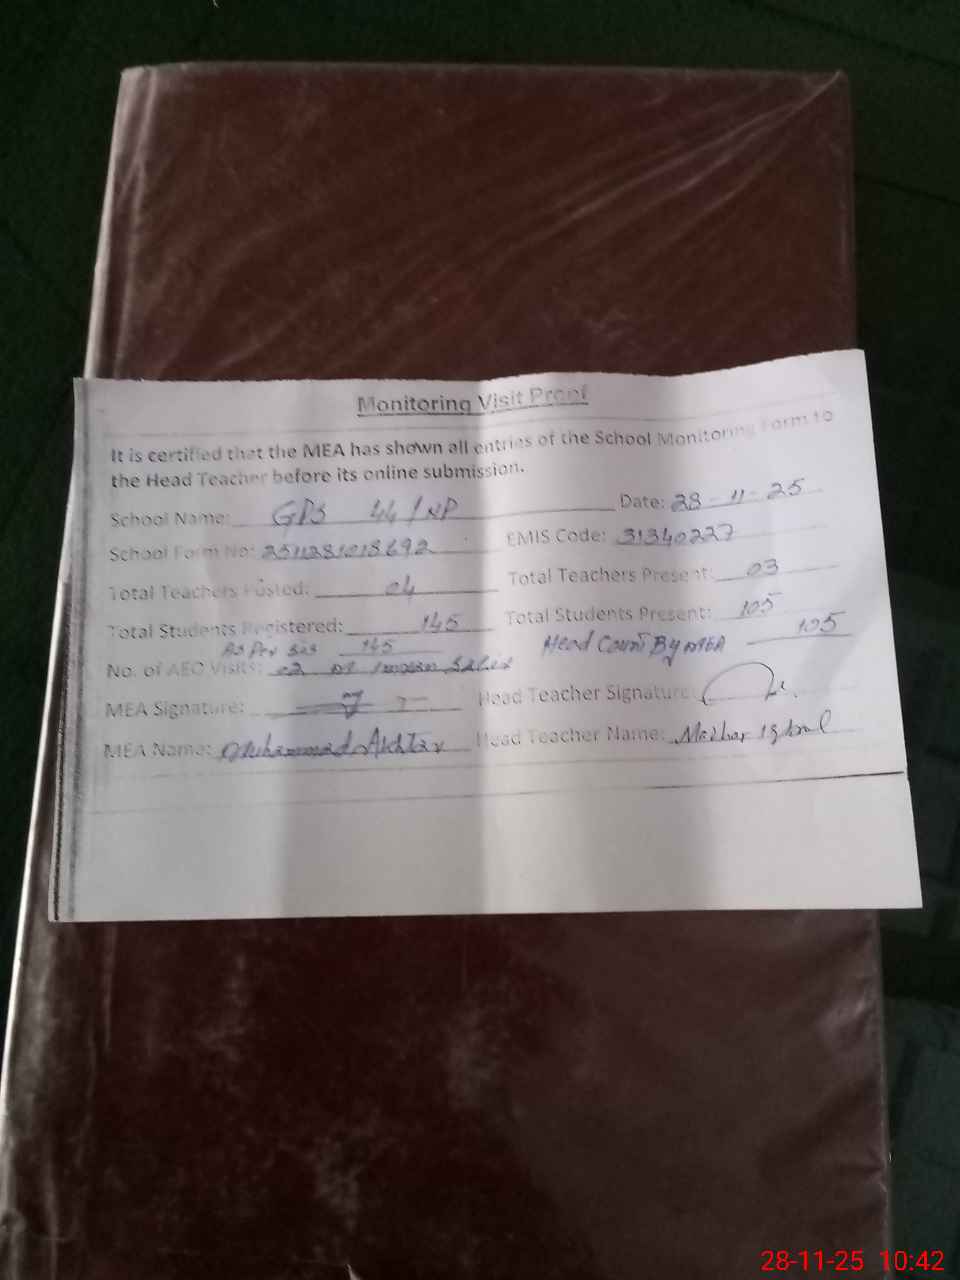 Monitoring Visit Proof
It is certified that the MEA has shown all entries of the School Monitoring Form to
the Head Teacher before its online submission.
School Name: GPS 44/NP Date: 28-11-25
School Form No: 2511281018692 EMIS Code: 31340227
Total Teachers Posted: 04 Total Teachers Present: 03
Total Students Registered: 145 Total Students Present: 105
As Per SIS 145 Head Count By MEA 105
No. of AEO Visits: 02
MEA Signature: Head Teacher Signature
MEA Name: Muhammad Akhtar Head Teacher Name: Mazhar Iqbal
28-11-25 10:42